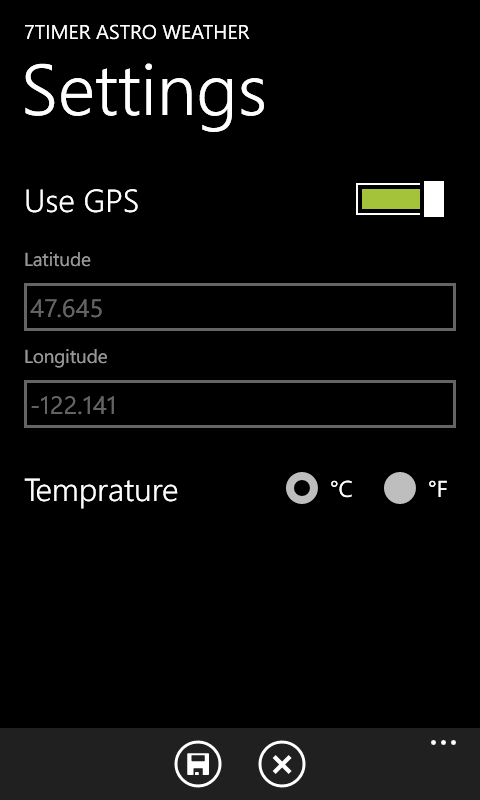 7TIMER ASTRO WEATHER
Settings
Use GPS
Latitude
47.645
Longitude
-122.141
Temprature °C °F